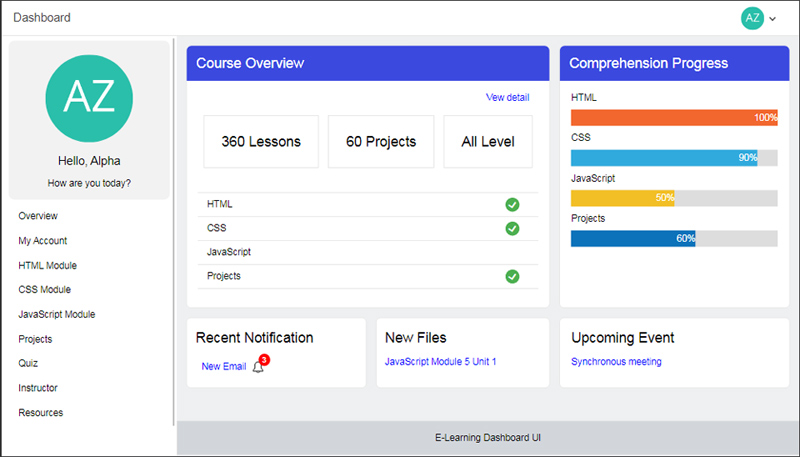 Dashboard
AZ
AZ
Hello, Alpha
How are you today?
Overview
My Account
HTML Module
CSS Module
JavaScript Module
Projects
Quiz
Instructor
Resources
Course Overview
Vew detail
360 Lessons
60 Projects
All Level
HTML
CSS
JavaScript
Projects
Comprehension Progress
HTML
100%
CSS
90%
JavaScript
50%
Projects
60%
Recent Notification
New Email
3
New Files
JavaScript Module 5 Unit 1
Upcoming Event
Synchronous meeting
E-Learning Dashboard UI